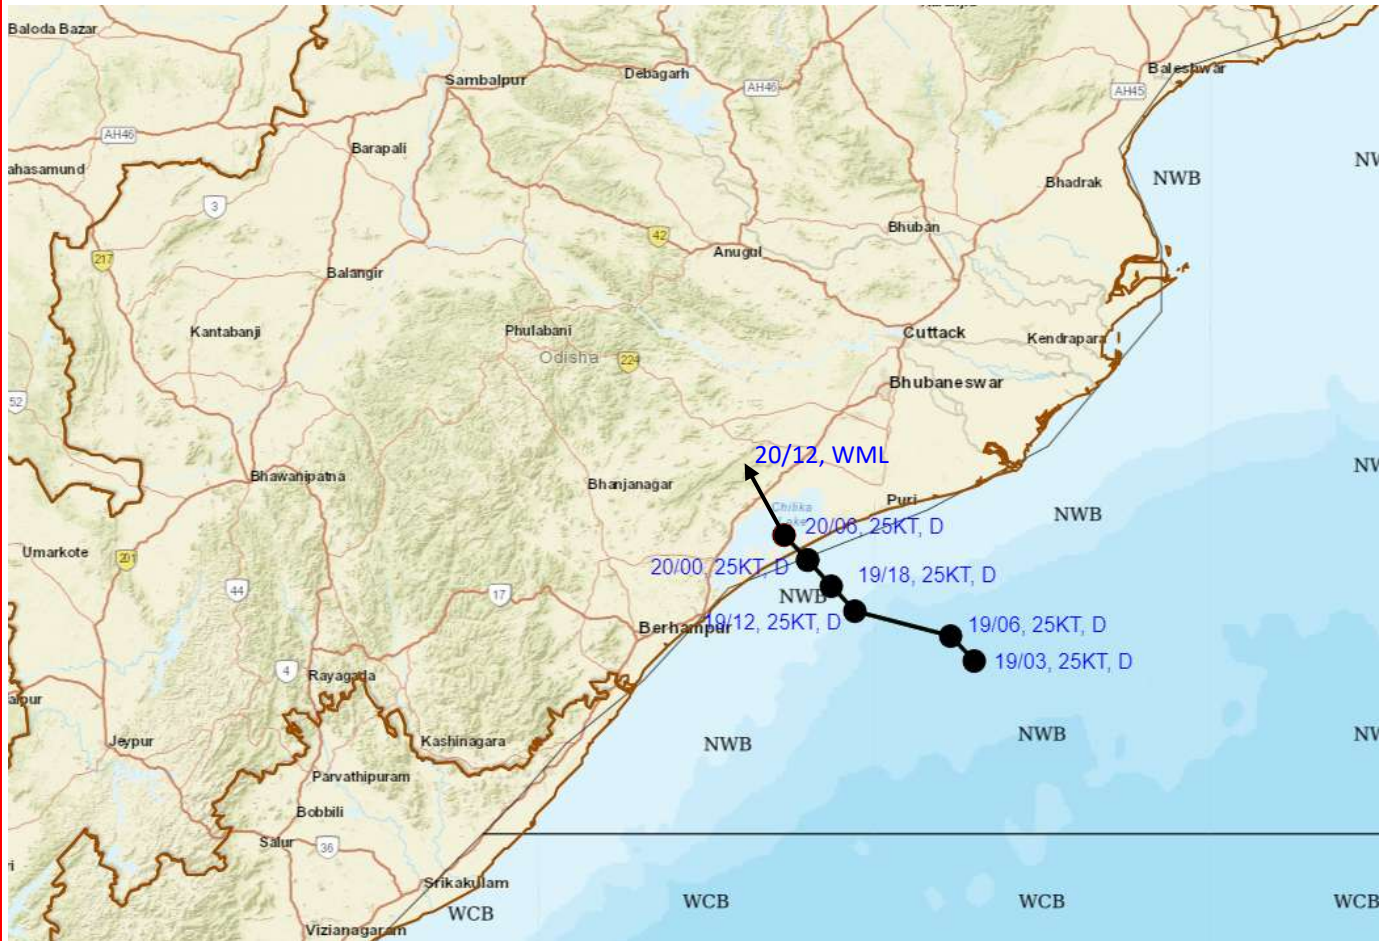 Baloda Bazar
Sambalpur
Debagarh
AH46
Baleshwar
AH45
AH46
Barapali
ahasamund
NW
Bhadrak
NWB
3
Bhuban
42
Anugul
217
Balangir
Kantabanji
Phulabani
Cuttack
Kendrapara
Odisha
224
Bhubaneswar
52
20/12, WML
NW
Bhawanipatna
Bhanjanagar
Puri
Chilika
Lake
NWB
20/06, 25KT, D
Umarkote
201
20/00, 25KT, D
19/18, 25KT, D
44
17
NWB
19/12, 25KT, D
Berhampur
19/06, 25KT, D
19/03, 25KT, D
4
Rayagada
Jeypur
Kashinagara
NWB
NWB
NW
Parvathipuram
Bobbili
Salur
36
Srikakulam
WCB
WCB
WCB
WCB
Vizianagaram